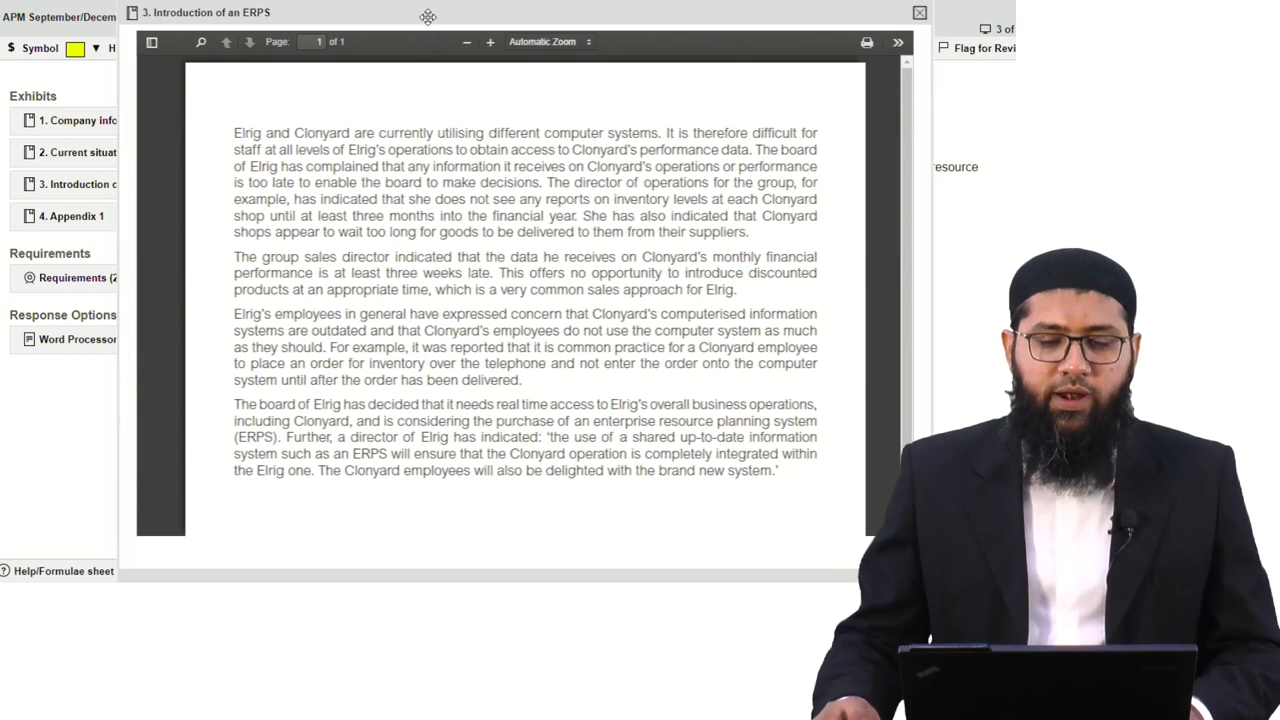 APM September/Decem
3. Introduction of an ERPS
3 of
$ Symbol
H
Page: 1 of 1
Automatic Zoom
Flag for Revi
Exhibits
1. Company info
2. Current situat
3. Introduction o
4. Appendix 1
Requirements
Requirements (2
Response Options
Word Processor
Help/Formulae sheet
esource
Elrig and Clonyard are currently utilising different computer systems. It is therefore difficult for
staff at all levels of Elrig's operations to obtain access to Clonyard's performance data. The board
of Elrig has complained that any information it receives on Clonyard's operations or performance
is too late to enable the board to make decisions. The director of operations for the group, for
example, has indicated that she does not see any reports on inventory levels at each Clonyard
shop until at least three months into the financial year. She has also indicated that Clonyard
shops appear to wait too long for goods to be delivered to them from their suppliers.
The group sales director indicated that the data he receives on Clonyard's monthly financial
performance is at least three weeks late. This offers no opportunity to introduce discounted
products at an appropriate time, which is a very common sales approach for Elrig.
Elrig's employees in general have expressed concern that Clonyard's computerised information
systems are outdated and that Clonyard's employees do not use the computer system as much
as they should. For example, it was reported that it is common practice for a Clonyard employee
to place an order for inventory over the telephone and not enter the order onto the computer
system until after the order has been delivered.
The board of Elrig has decided that it needs real time access to Elrig's overall business operations,
including Clonyard, and is considering the purchase of an enterprise resource planning system
(ERPS). Further, a director of Elrig has indicated: 'the use of a shared up-to-date information
system such as an ERPS will ensure that the Clonyard operation is completely integrated within
the Elrig one. The Clonyard employees will also be delighted with the brand new system.'